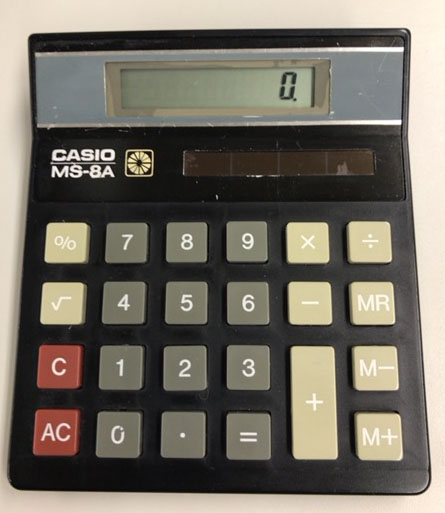 0.
CASIO
MS-8A
% 7 8 9 × ÷
√ 4 5 6 − MR
C 1 2 3 + M−
AC 0 · = M+